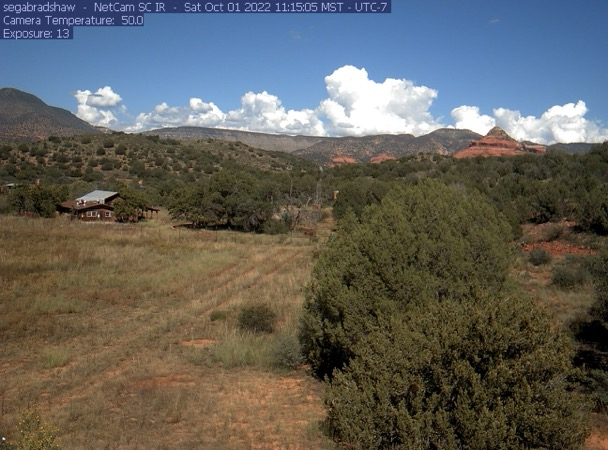 segabradshaw - NetCam SC IR - Sat Oct 01 2022 11:15:05 MST - UTC-7
Camera Temperature: 50.0
Exposure: 13